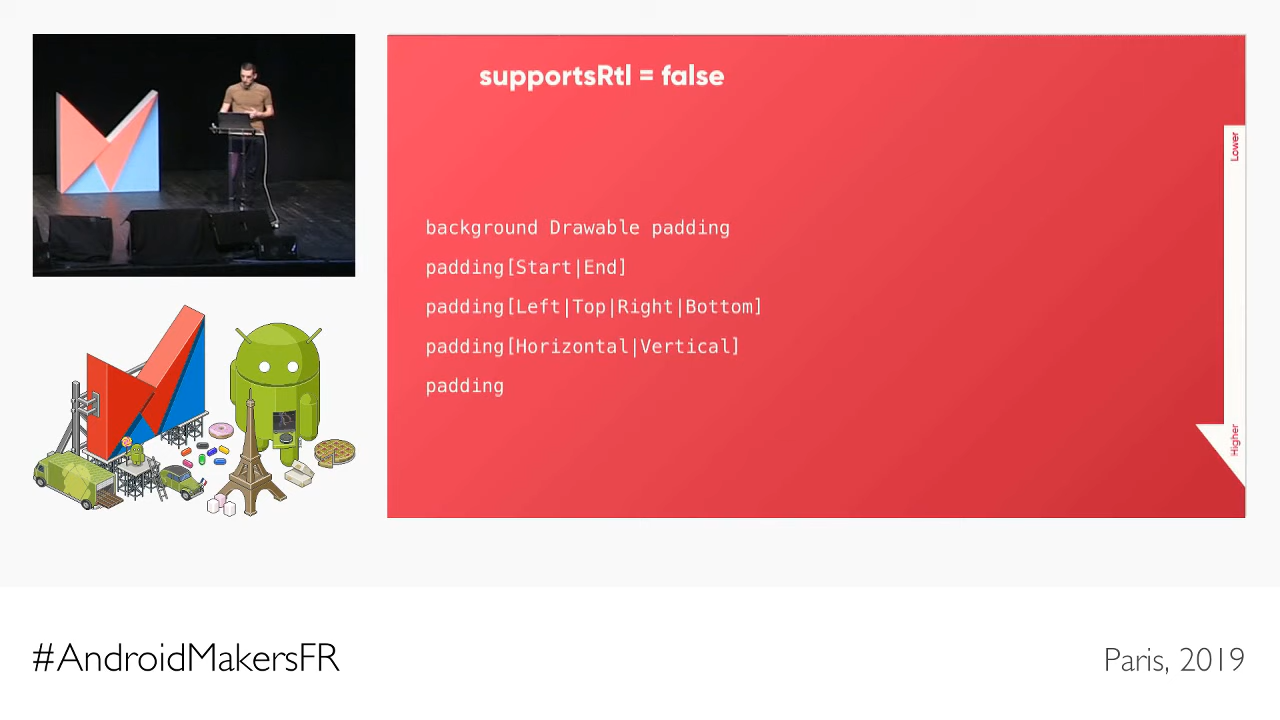 supportsRtl = false
Lower
background Drawable padding
padding[Start|End]
padding[Left|Top|Right|Bottom]
padding[Horizontal|Vertical]
padding
Higher
#AndroidMakersFR
Paris, 2019